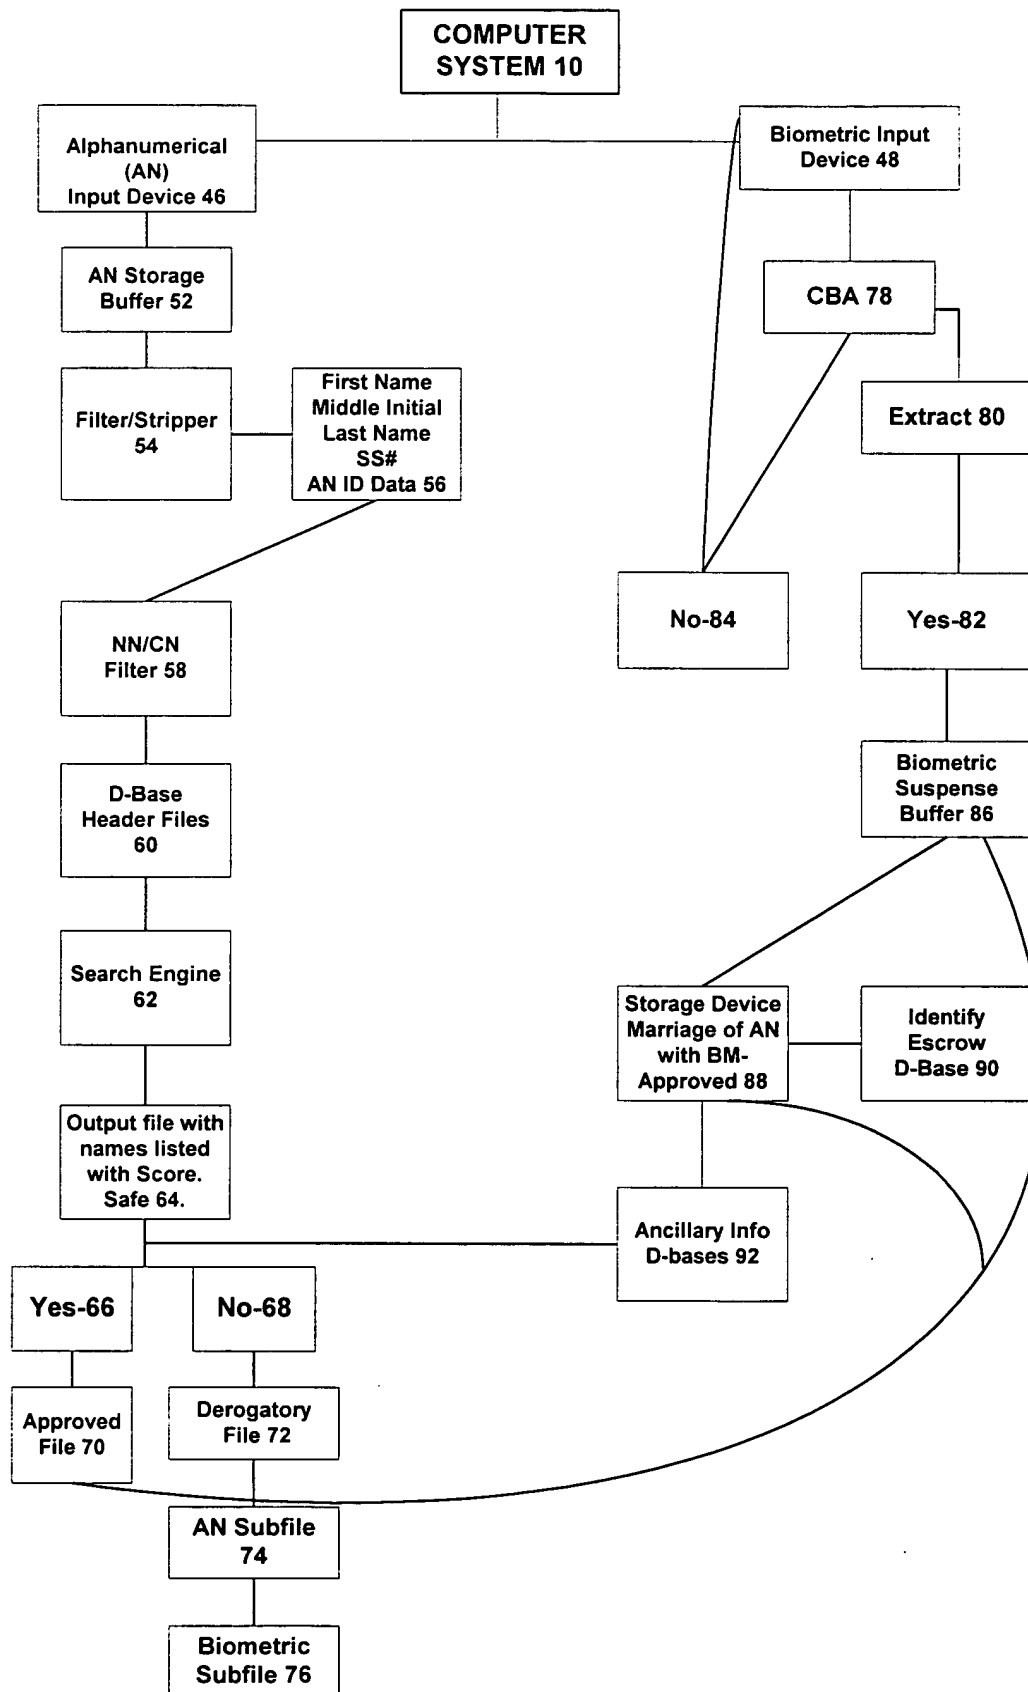 COMPUTER
SYSTEM 10
Alphanumerical
(AN)
Input Device 46
Biometric Input
Device 48
AN Storage
Buffer 52
CBA 78
Filter/Stripper
54
First Name
Middle Initial
Last Name
SS#
AN ID Data 56
Extract 80
NN/CN
Filter 58
No-84
Yes-82
D-Base
Header Files
60
Biometric
Suspense
Buffer 86
Search Engine
62
Storage Device
Marriage of AN
with BM-
Approved 88
Identify
Escrow
D-Base 90
Output file with
names listed
with Score.
Safe 64.
Ancillary Info
D-bases 92
Yes-66
No-68
Approved
File 70
Derogatory
File 72
AN Subfile
74
Biometric
Subfile 76